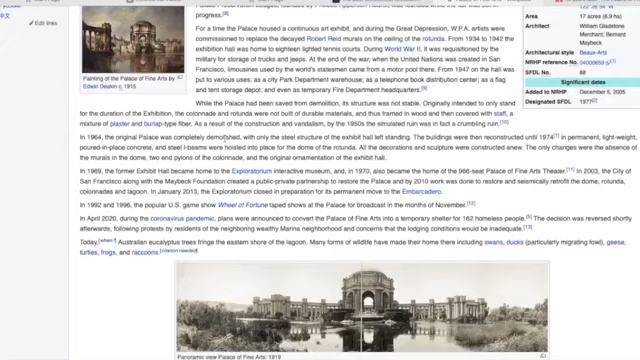 progress.[8]
For a time the Palace housed a continuous art exhibit, and during the Great Depression, W.P.A. artists were
commissioned to replace the decayed Robert Reid murals on the ceiling of the rotunda. From 1934 to 1942 the
exhibition hall was home to eighteen lighted tennis courts. During World War II, it was requisitioned by the
military for storage of trucks and jeeps. At the end of the war, when the United Nations was created in San
Francisco, limousines used by the world's statesmen came from a motor pool there. From 1947 on the hall was
put to various uses: as a city Park Department warehouse; as a telephone book distribution center; as a flag
and tent storage depot; and even as temporary Fire Department headquarters.[9]
While the Palace had been saved from demolition, its structure was not stable. Originally intended to only stand
for the duration of the Exhibition, the colonnade and rotunda were not built of durable materials, and thus framed in wood and then covered with staff, a
mixture of plaster and burlap-type fiber. As a result of the construction and vandalism, by the 1950s the simulated ruin was in fact a crumbling ruin.[10]
In 1964, the original Palace was completely demolished, with only the steel structure of the exhibit hall left standing. The buildings were then reconstructed until 1974[1] in permanent, light-weight,
poured-in-place concrete, and steel I-beams were hoisted into place for the dome of the rotunda. All the decorations and sculpture were constructed anew. The only changes were the absence of
the murals in the dome, two end pylons of the colonnade, and the original ornamentation of the exhibit hall.
In 1969, the former Exhibit Hall became home to the Exploratorium interactive museum, and, in 1970, also became the home of the 966-seat Palace of Fine Arts Theater.[11] In 2003, the City of
San Francisco along with the Maybeck Foundation created a public-private partnership to restore the Palace and by 2010 work was done to restore and seismically retrofit the dome, rotunda,
colonnades and lagoon. In January 2013, the Exploratorium closed in preparation for its permanent move to the Embarcadero.
In 1992 and 1996, the popular U.S. game show Wheel of Fortune taped shows at the Palace for broadcast in the months of November.[12]
In April 2020, during the coronavirus pandemic, plans were announced to convert the Palace of Fine Arts into a temporary shelter for 162 homeless people.[5] The decision was reversed shortly
afterwards, following protests by residents of the neighboring wealthy Marina neighborhood and concerns that the lodging conditions would be inadequate.[13]
Today,[when?] Australian eucalyptus trees fringe the eastern shore of the lagoon. Many forms of wildlife have made their home there including swans, ducks (particularly migrating fowl), geese,
turtles, frogs, and raccoons.[citation needed]
中文
Edit links
Painting of the Palace of Fine Arts by
Edwin Deakin c. 1915
Area 17 acres (6.9 ha)
Architect William Gladstone
Merchant; Bernard
Maybeck
Architectural style Beaux-Arts
NRHP reference No.
SFDL No. 88
Significant dates
Added to NRHP December 5, 2005
Designated SFDL 1977[2]
Panoramic view Palace of Fine Arts: 1919